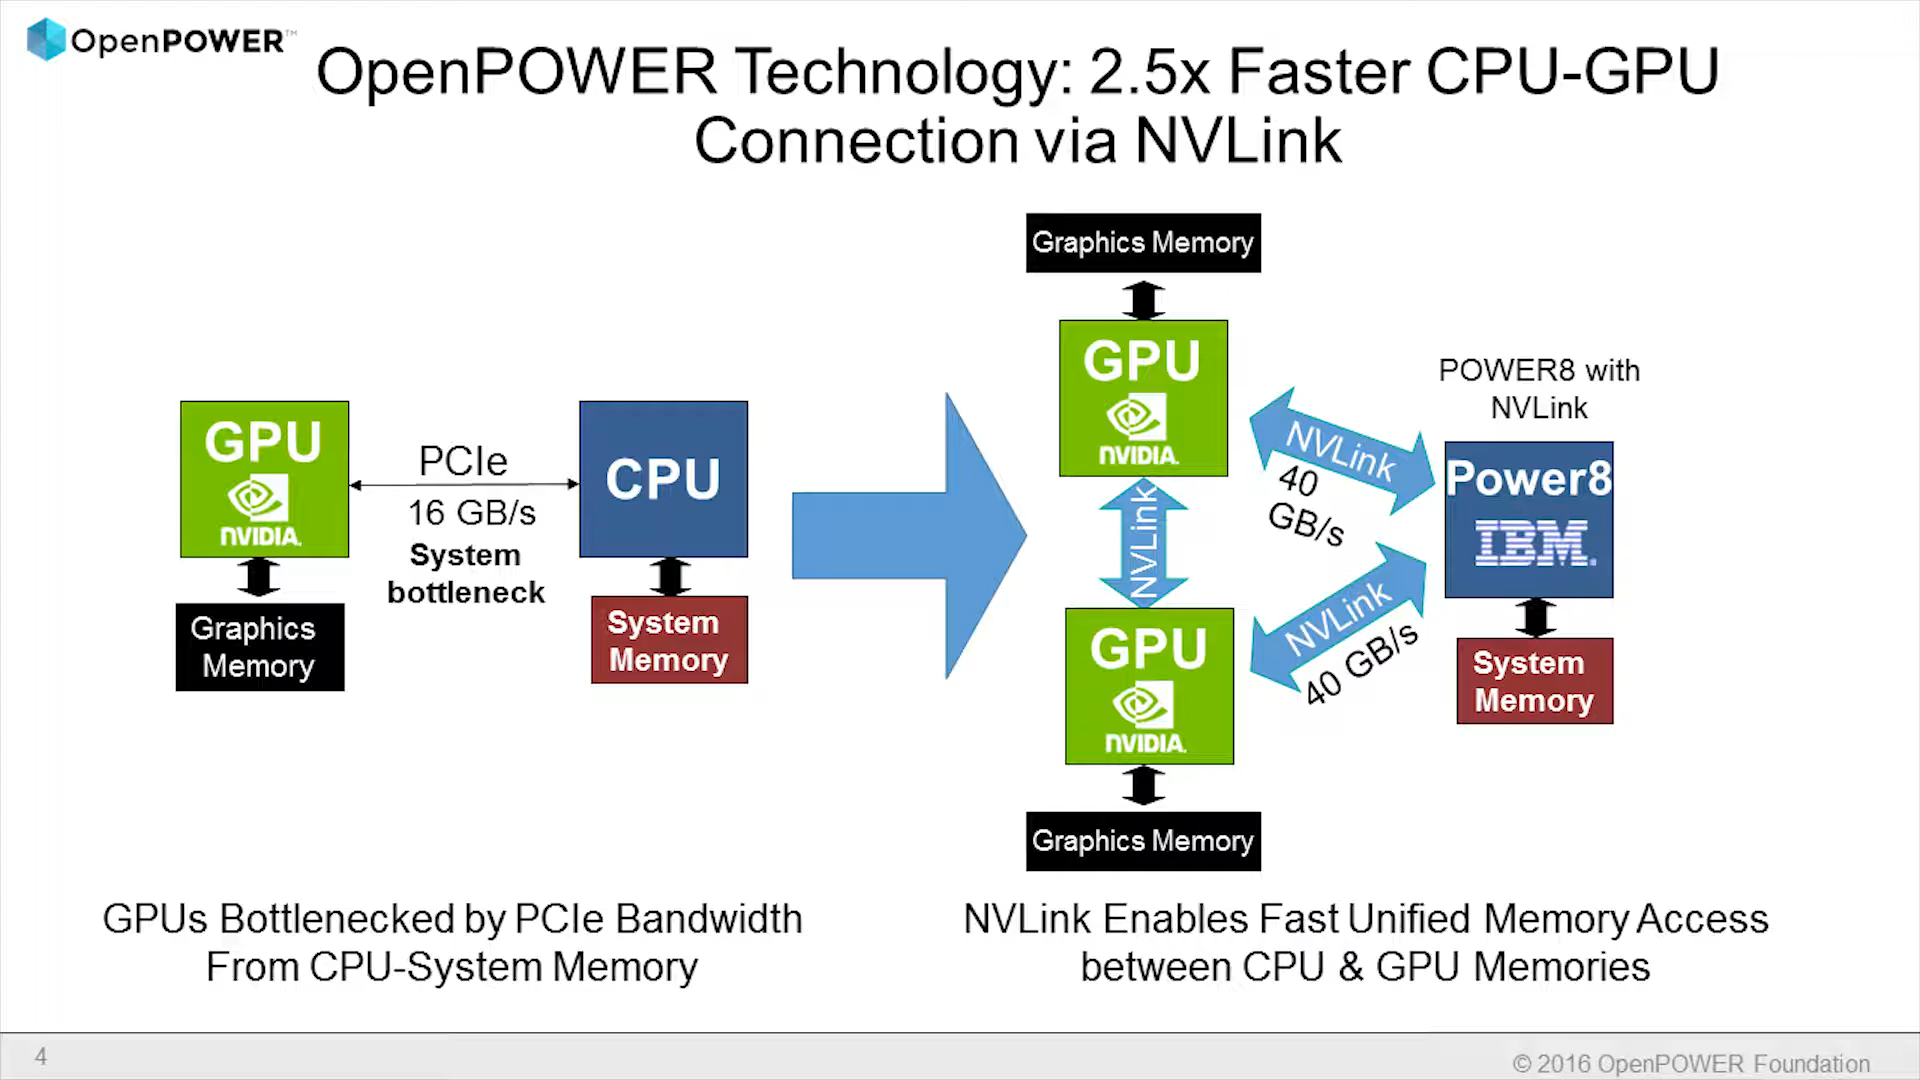 OpenPOWER™
OpenPOWER Technology: 2.5x Faster CPU-GPU
Connection via NVLink
GPU
NVIDIA.
PCIe
16 GB/s
System
bottleneck
CPU
Graphics
Memory
System
Memory
Graphics Memory
GPU
NVIDIA.
NVLink
GPU
NVIDIA.
Graphics Memory
NVLink
40
GB/s
NVLink
40 GB/s
POWER8 with
NVLink
Power8
IBM.
System
Memory
GPUs Bottlenecked by PCIe Bandwidth
From CPU-System Memory
NVLink Enables Fast Unified Memory Access
between CPU & GPU Memories
4
© 2016 OpenPOWER Foundation